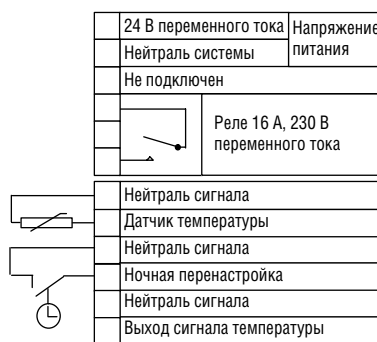 24 В переменного тока
Напряжение
питания
Нейтраль системы
Не подключен
Реле 16 А, 230 В
переменного тока
Нейтраль сигнала
Датчик температуры
Нейтраль сигнала
Ночная перенастройка
Нейтраль сигнала
Выход сигнала температуры